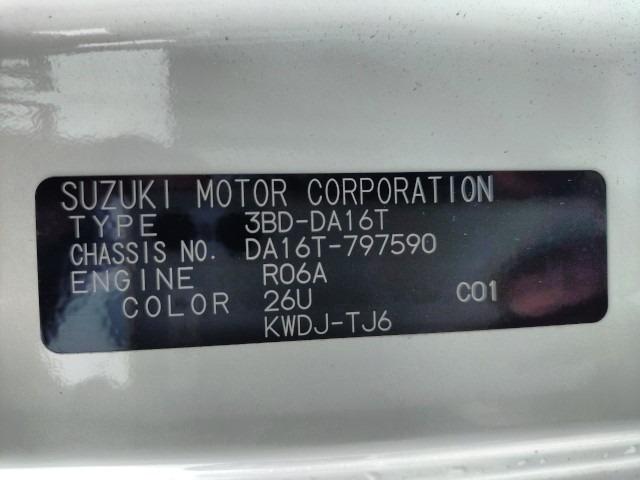 SUZUKI MOTOR CORPORATION
TYPE 3BD-DA16T
CHASSIS NO. DA16T-797590
ENGINE R06A
COLOR 26U C01
KWDJ-TJ6